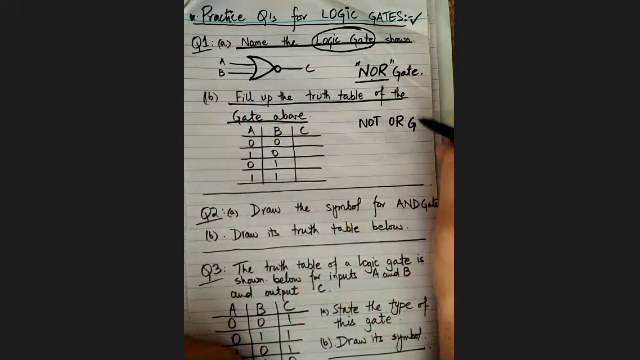 * Practice Q's for LOGIC GATES:-
Q1: (a) Name the Logic Gate shown
A
B
C
"NOR" Gate.
(b) Fill up the truth table of the
Gate above
NOT OR G
A B C
0 0
1 0
0 1
1 1
Q2: (a) Draw the symbol for AND Gate
(b). Draw its truth table below.
Q3: The truth table of a logic gate is
shown below for inputs A and B
and output C.
A B C
0 0 1
0 1 1
1 0 1
(a) State the type of
this gate.
(b) Draw its symbol